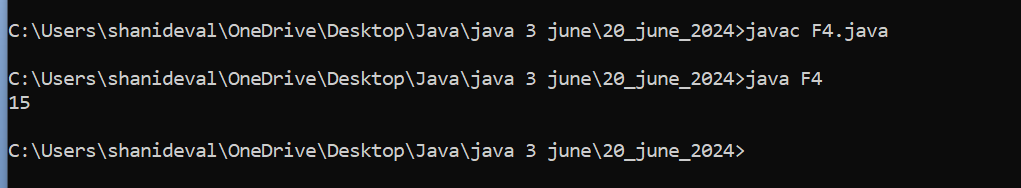 C:\Users\shanideval\OneDrive\Desktop\Java\java 3 june\20_june_2024>javac F4.java
C:\Users\shanideval\OneDrive\Desktop\Java\java 3 june\20_june_2024>java F4
15
C:\Users\shanideval\OneDrive\Desktop\Java\java 3 june\20_june_2024>